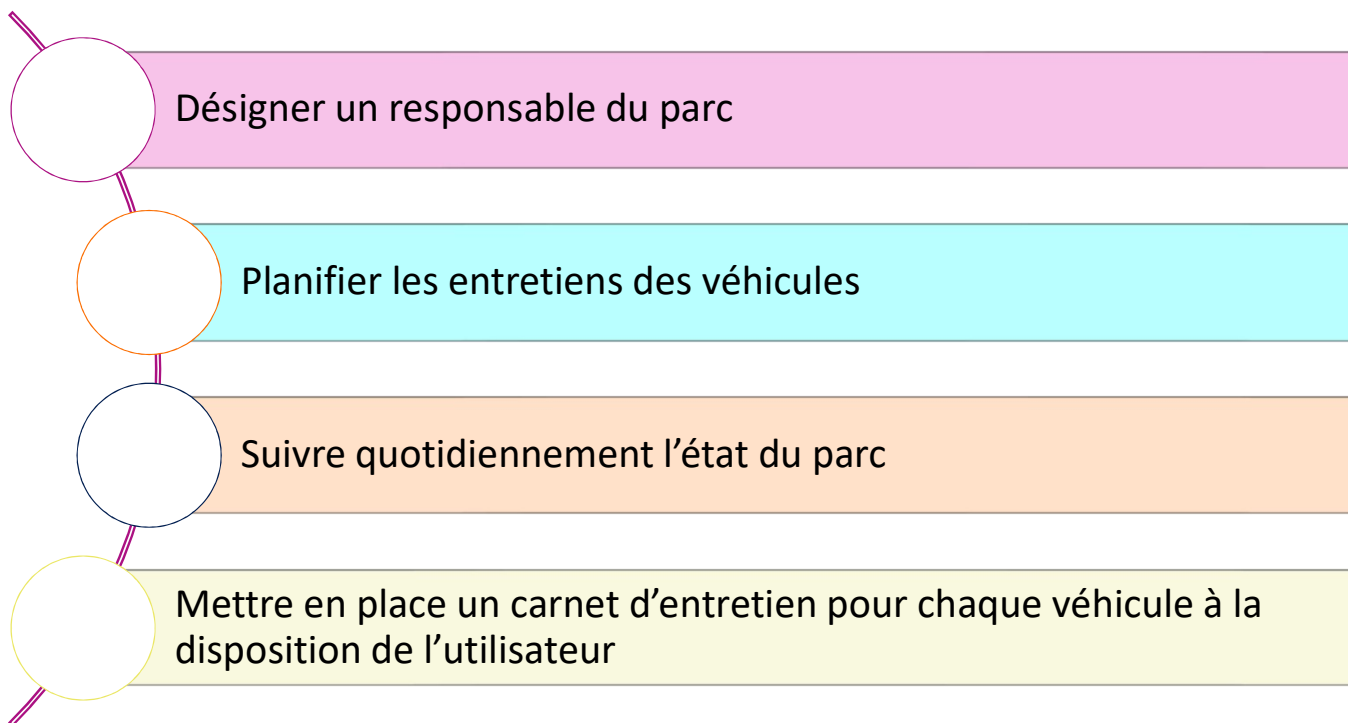 Désigner un responsable du parc
Planifier les entretiens des véhicules
Suivre quotidiennement l’état du parc
Mettre en place un carnet d’entretien pour chaque véhicule à la
disposition de l’utilisateur